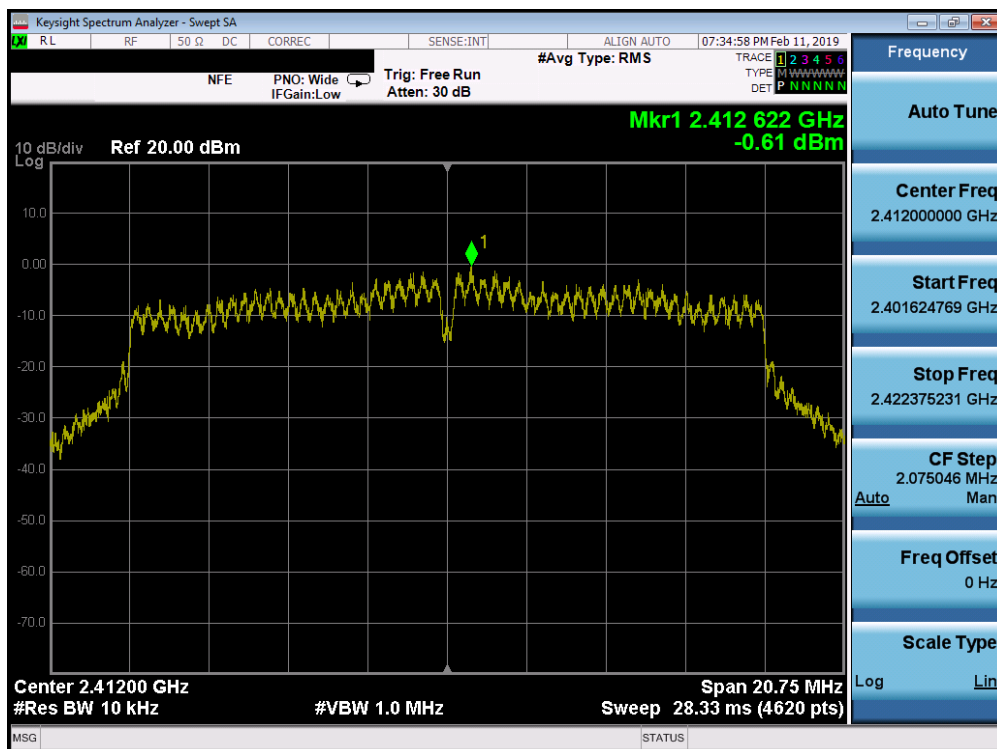 Keysight Spectrum Analyzer - Swept SA
LXI RL RF 50 Ω DC CORREC SENSE:INT ALIGN AUTO 07:34:58 PM Feb 11, 2019
NFE PNO: Wide IFGain:Low
Trig: Free Run
Atten: 30 dB
#Avg Type: RMS
TRACE 1 2 3 4 5 6
TYPE M W W W W W
DET P N N N N N
Mkr1 2.412 622 GHz
-0.61 dBm
10 dB/div Ref 20.00 dBm
Log
1
10.0
0.00
-10.0
-20.0
-30.0
-40.0
-50.0
-60.0
-70.0
Center 2.41200 GHz Span 20.75 MHz
#Res BW 10 kHz #VBW 1.0 MHz Sweep 28.33 ms (4620 pts)
MSG STATUS
Frequency
Auto Tune
Center Freq
2.412000000 GHz
Start Freq
2.401624769 GHz
Stop Freq
2.422375231 GHz
CF Step
2.075046 MHz
Auto Man
Freq Offset
0 Hz
Scale Type
Log Lin